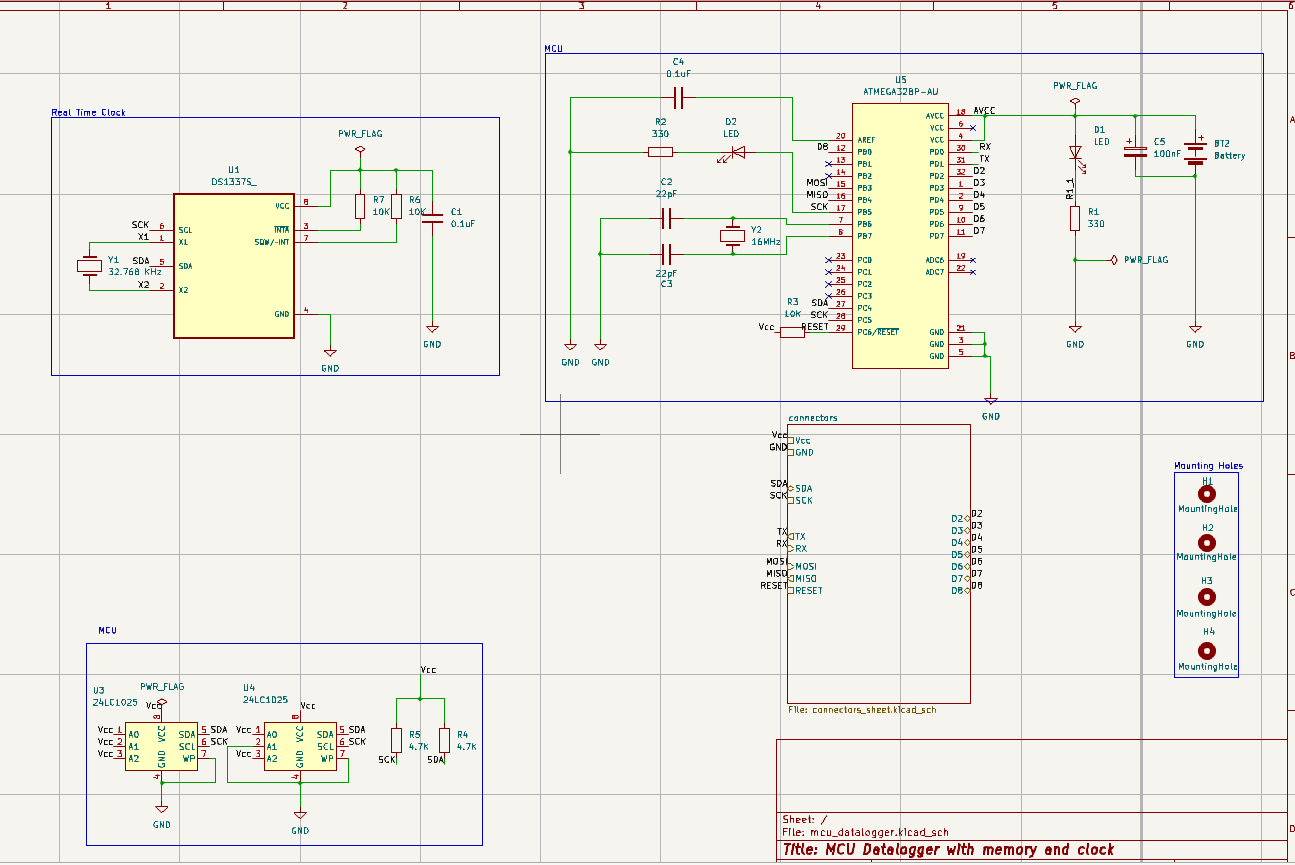 1 2 3 4 5 6
A
B
C
D
Real Time Clock
PWR_FLAG
U1
DS1337S_
R7
10K
R6
10K
C1
0.1uF
VCC 8
SCK 6 SCL
X1 1 X1
INTA 3
SQW/-INT 7
SDA 5 SDA
X2 2 X2
GND 4
Y1
32.768 KHz
GND
GND
MCU
C4
0.1uF
R2
330
D2
LED
C2
22pF
22pF
C3
Y2
16MHz
R3
10K
Vcc
RESET
GND
GND
U5
ATMEGA328P-AU
20 AREF
D8 12 PB0
13 PB1
14 PB2
MOSI 15 PB3
MISO 16 PB4
SCK 17 PB5
7 PB6
8 PB7
23 PC0
24 PC1
25 PC2
26 PC3
SDA 27 PC4
SCK 28 PC5
29 PC6/RESET
AVCC 18 AVCC
VCC 6
VCC 4
PD0 30 RX
PD1 31 TX
PD2 32 D2
PD3 1 D3
PD4 2 D4
PD5 9 D5
PD6 10 D6
PD7 11 D7
ADC6 19
ADC7 22
GND 21
GND 3
GND 5
GND
PWR_FLAG
D1
LED
C5
100nF
BT2
Battery
R1_1
R1
330
PWR_FLAG
GND
GND
connectors
Vcc Vcc
GND GND
SDA SDA
SCK SCK
TX TX
RX RX
MOSI MOSI
MISO MISO
RESET RESET
D2 D2
D3 D3
D4 D4
D5 D5
D6 D6
D7 D7
D8 D8
File: connectors_sheet.kicad_sch
Mounting Holes
H1
MountingHole
H2
MountingHole
H3
MountingHole
H4
MountingHole
MCU
U3
24LC1025
PWR_FLAG
Vcc
8 VCC
Vcc 1 A0
Vcc 2 A1
Vcc 3 A2
SDA 5 SDA
SCL 6 SCK
WP 7
GND 4
GND
U4
24LC1025
Vcc
8 VCC
Vcc 1 A0
2 A1
Vcc 3 A2
SDA 5 SDA
SCL 6 SCK
WP 7
GND 4
GND
Vcc
R5
4.7K
R4
4.7K
SCK
SDA
Sheet: /
File: mcu_datalogger.kicad_sch
Title: MCU Datalogger with memory and clock